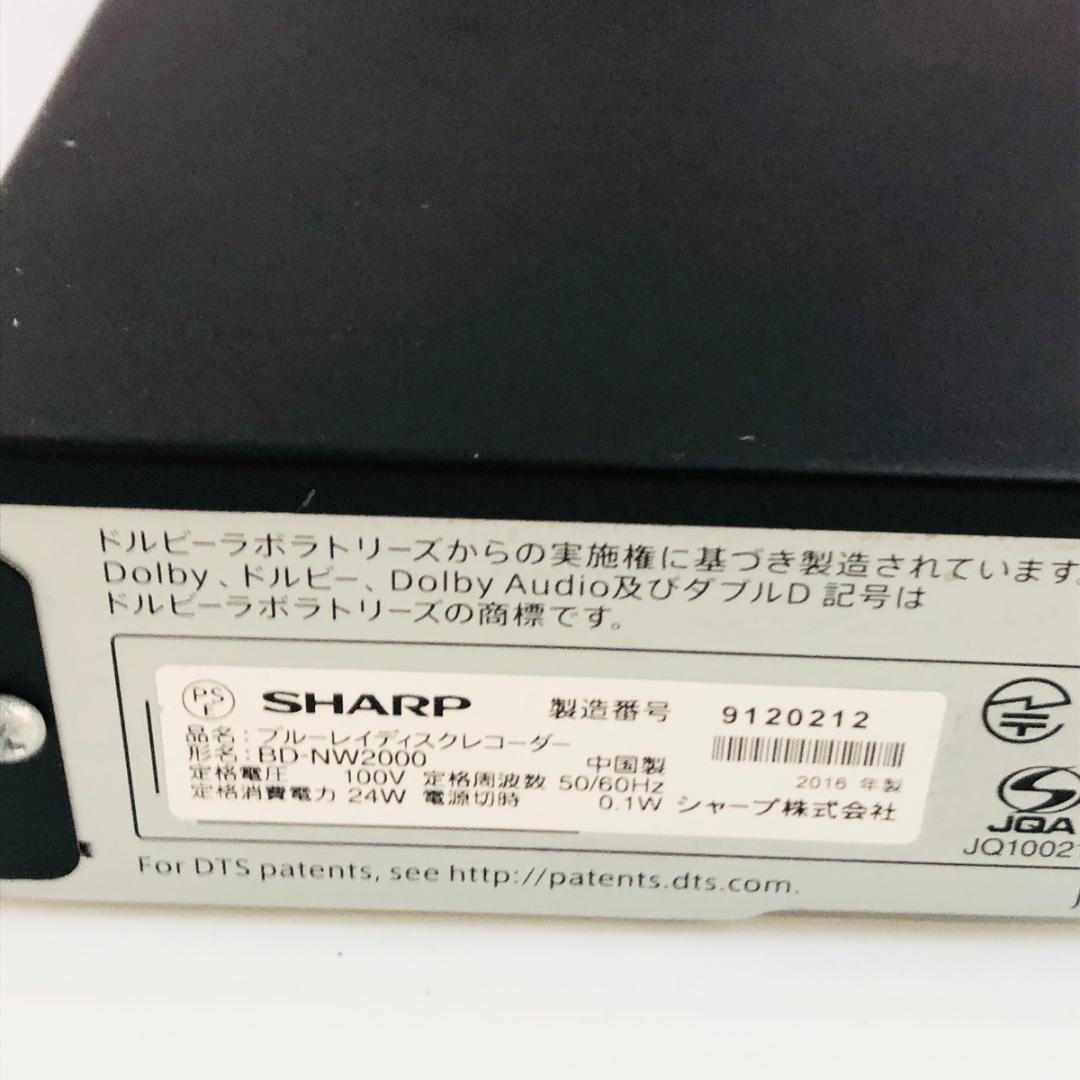 ドルビーラボラトリーズからの実施権に基づき製造されています
Dolby、ドルビー、Dolby Audio及びダブルD 記号は
ドルビーラボラトリーズの商標です。
PS E SHARP 製造番号 9120212
品名：ブルーレイディスクレコーダー
形名：BD-NW2000 中国製
定格電圧 100V 定格周波数 50/60Hz 2016 年製
定格消費電力 24W 電源切時 0.1W シャープ株式会社
JQA
JQ10021
For DTS patents, see http://patents.dts.com.